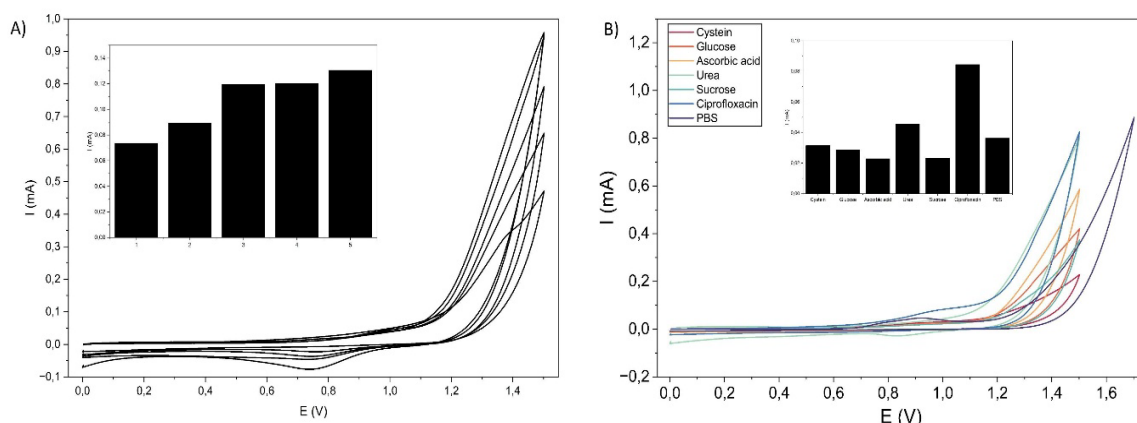 A)
I (mA)
1,0
0,9
0,8
0,7
0,6
0,5
0,4
0,3
0,2
0,1
0,0
−0,1
0,0
0,2
0,4
0,6
0,8
1,0
1,2
1,4
E (V)
I (mA)
0,14
0,12
0,10
0,08
0,06
0,04
0,02
0,00
1
2
3
4
5
B)
I (mA)
1,2
1,0
0,8
0,6
0,4
0,2
0,0
−0,2
0,0
0,2
0,4
0,6
0,8
1,0
1,2
1,4
1,6
E (V)
Cystein
Glucose
Ascorbic acid
Urea
Sucrose
Ciprofloxacin
PBS
I (mA)
Cystein
Glucose
Ascorbic acid
Urea
Sucrose
Ciprofloxacin
PBS